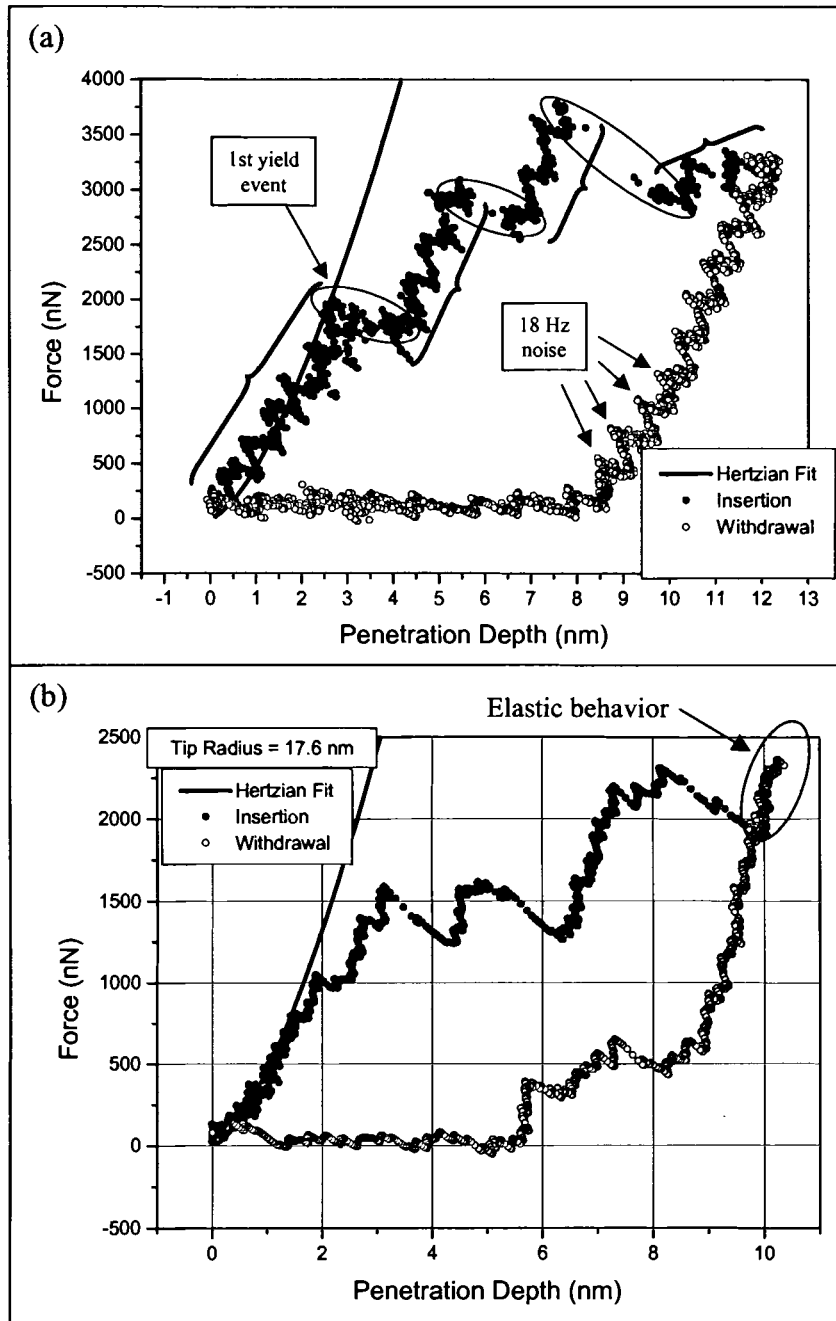 (a)
4000
3500
3000
2500
2000
1500
1000
500
0
-500
Force (nN)
1st yield
event
18 Hz
noise
Hertzian Fit
Insertion
Withdrawal
-1 0 1 2 3 4 5 6 7 8 9 10 11 12 13
Penetration Depth (nm)
(b)
Elastic behavior
2500
2000
1500
1000
500
0
-500
Force (nN)
Tip Radius = 17.6 nm
Hertzian Fit
Insertion
Withdrawal
0 2 4 6 8 10
Penetration Depth (nm)